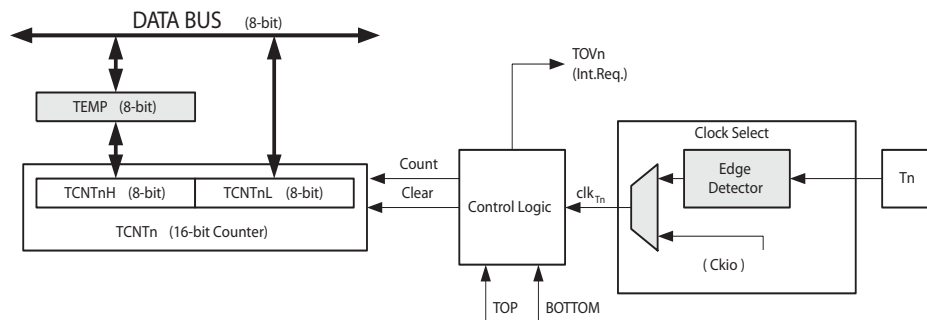 DATA BUS (8-bit)
TOVn
(Int.Req.)
TEMP (8-bit)
Clock Select
Count
Edge
Detector
Tn
TCNTnH (8-bit)
TCNTnL (8-bit)
Clear
Control Logic
clkTn
TCNTn (16-bit Counter)
( Ckio )
TOP
BOTTOM